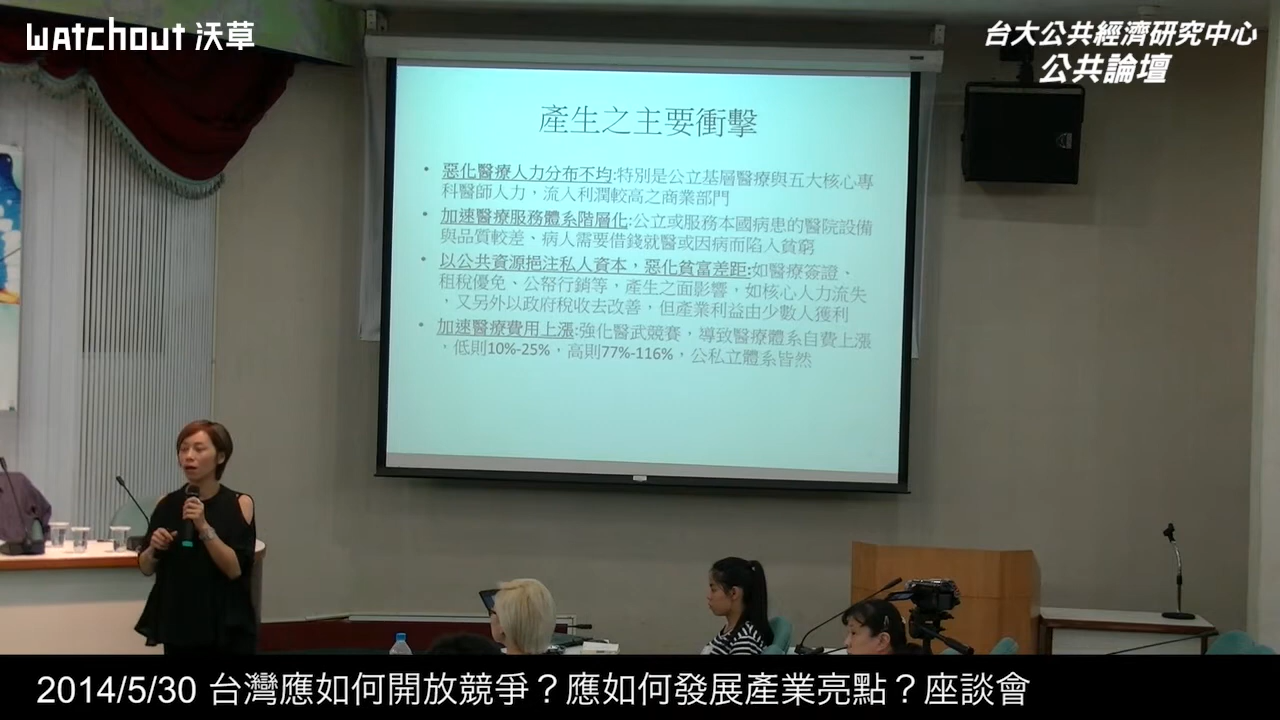 watchout 沃草
台大公共經濟研究中心
公共論壇
產生之主要衝擊
• 惡化醫療人力分布不均:特別是公立基層醫療與五大核心專
科醫師人力，流入利潤較高之商業部門
• 加速醫療服務體系階層化:公立或服務本國病患的醫院設備
與品質較差、病人需要借錢就醫或因病而陷入貧窮
• 以公共資源挹注私人資本，惡化貧富差距:如醫療簽證、
租稅優免、公帑行銷等，產生之面影響，如核心人力流失
，又另外以政府稅收去改善，但產業利益由少數人獲利
• 加速醫療費用上漲:強化醫武競賽，導致醫療體系自費上漲
，低則10%-25%，高則77%-116%，公私立體系皆然
2014/5/30 台灣應如何開放競爭？應如何發展產業亮點？座談會